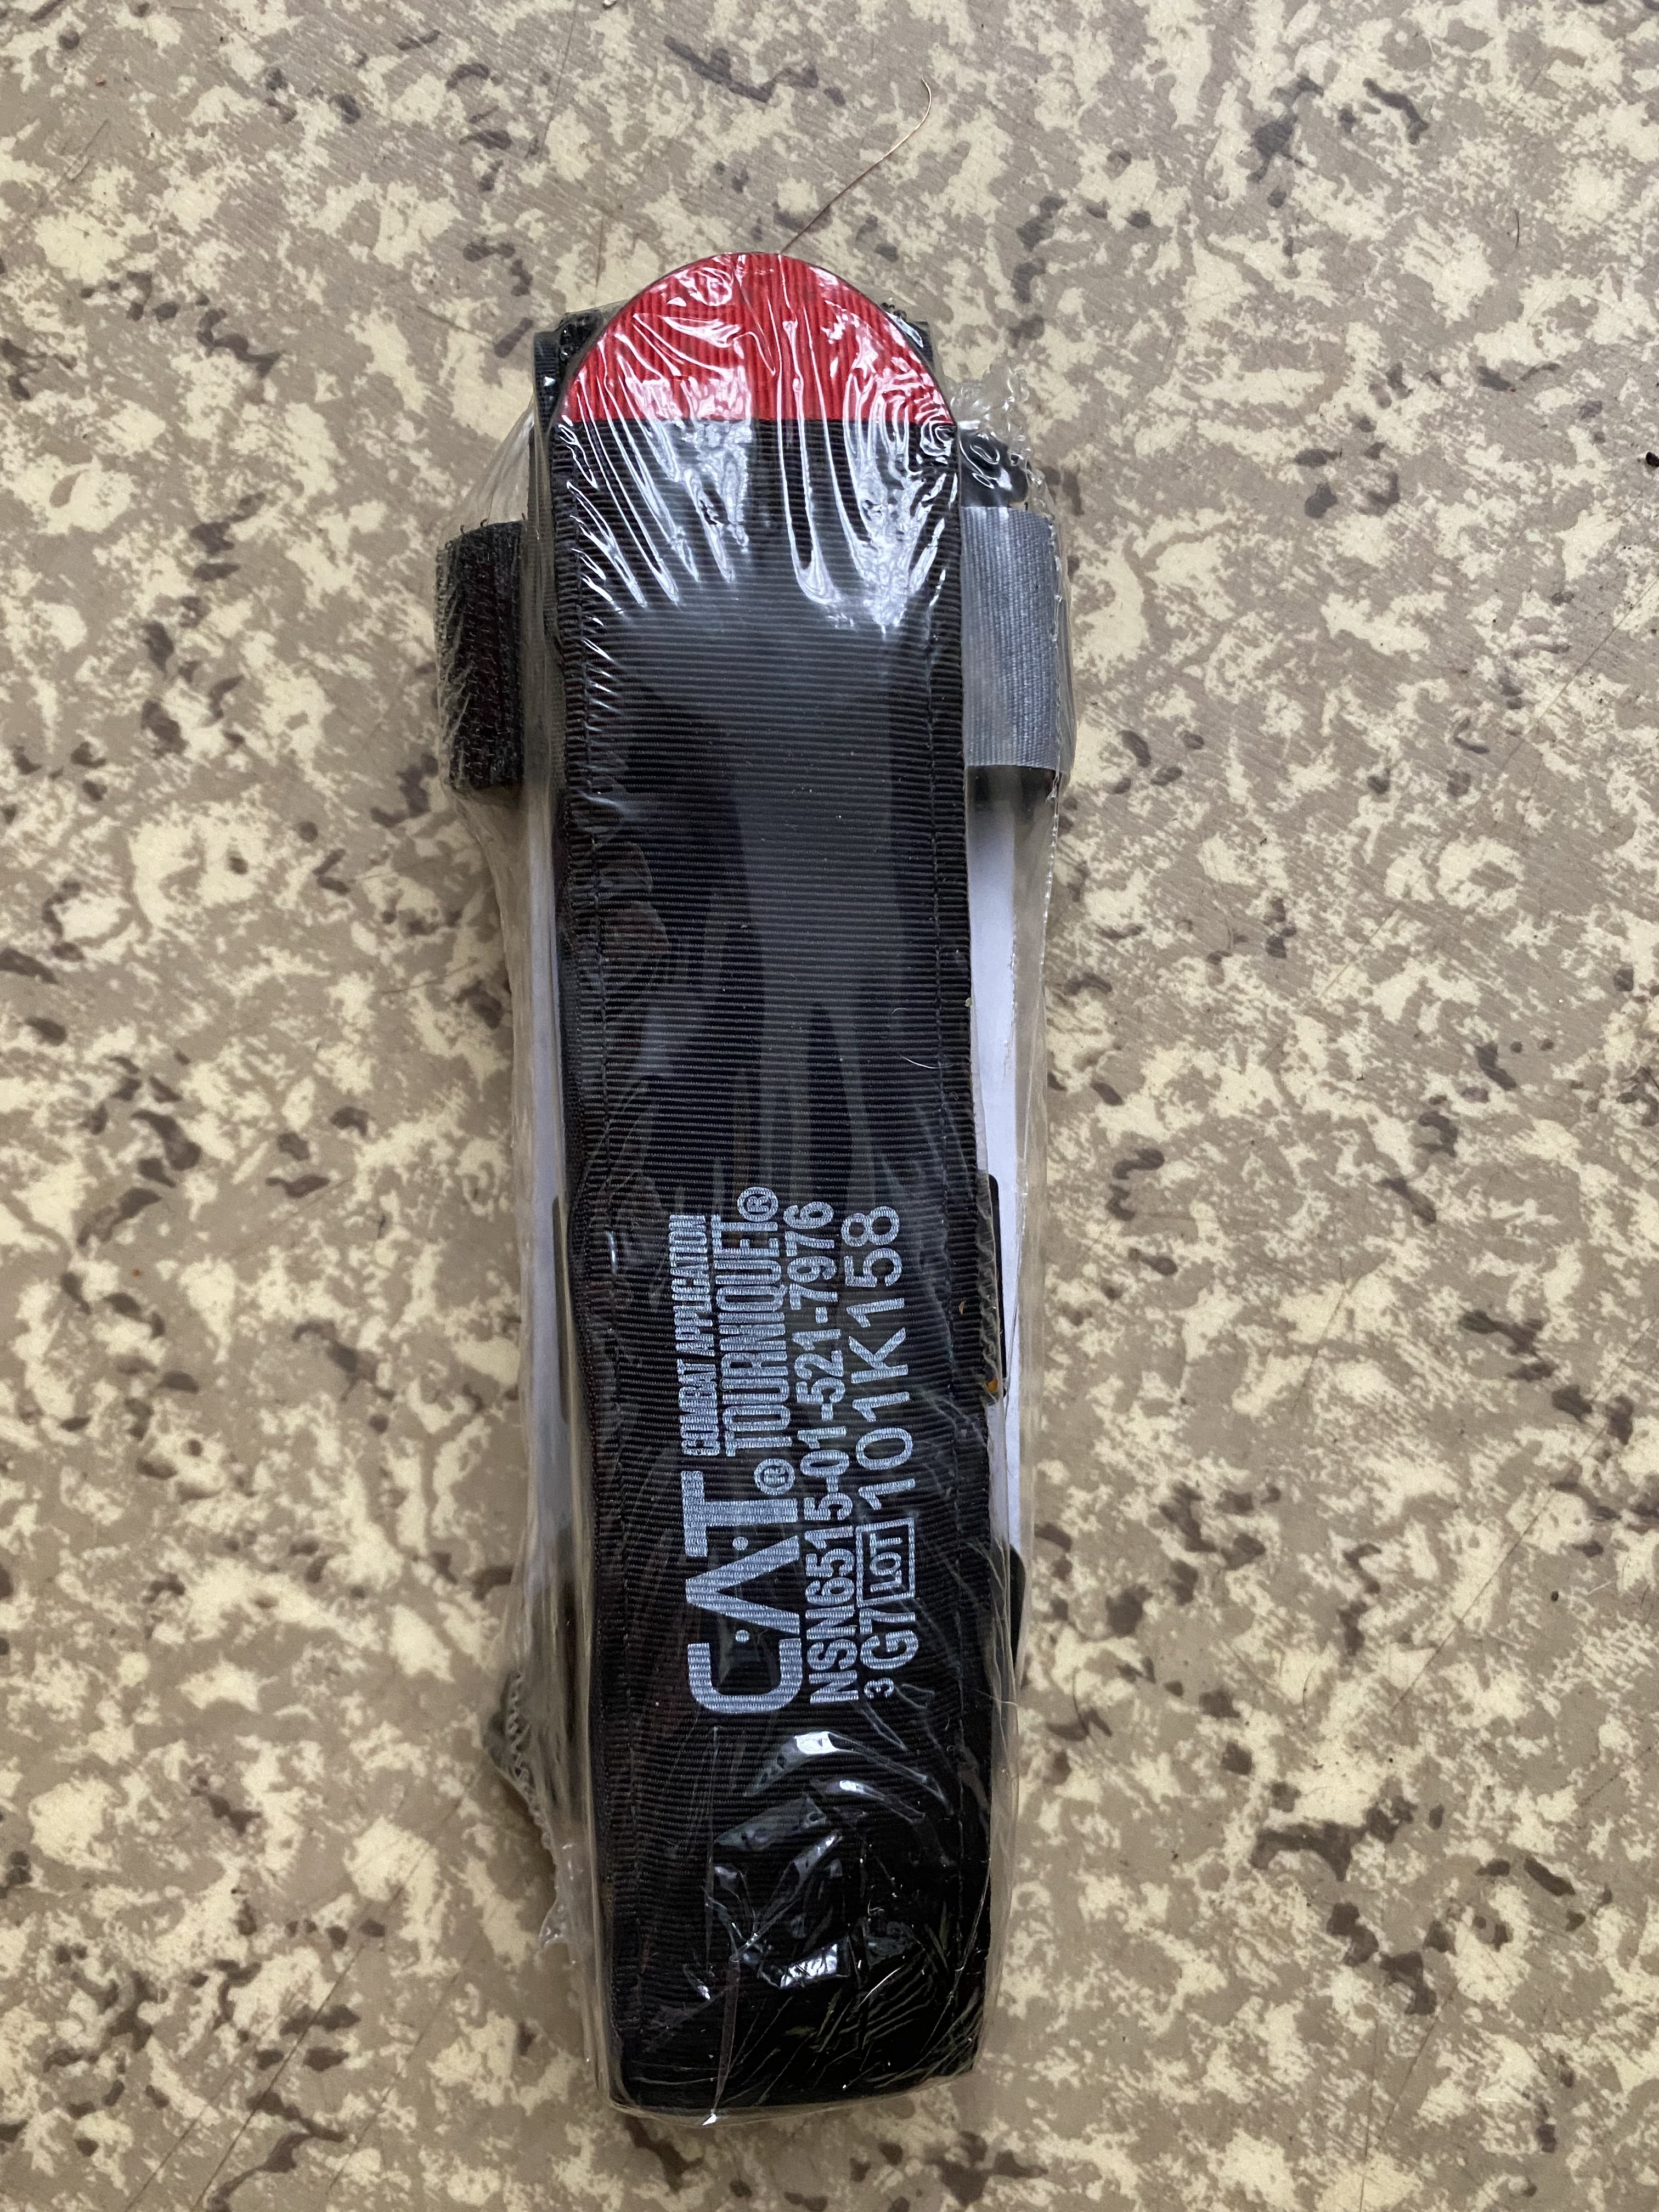 C·A·T®
COMBAT APPLICATION
TOURNIQUET®
NSN6515-01-521-7976
3 G7 LOT 101K158